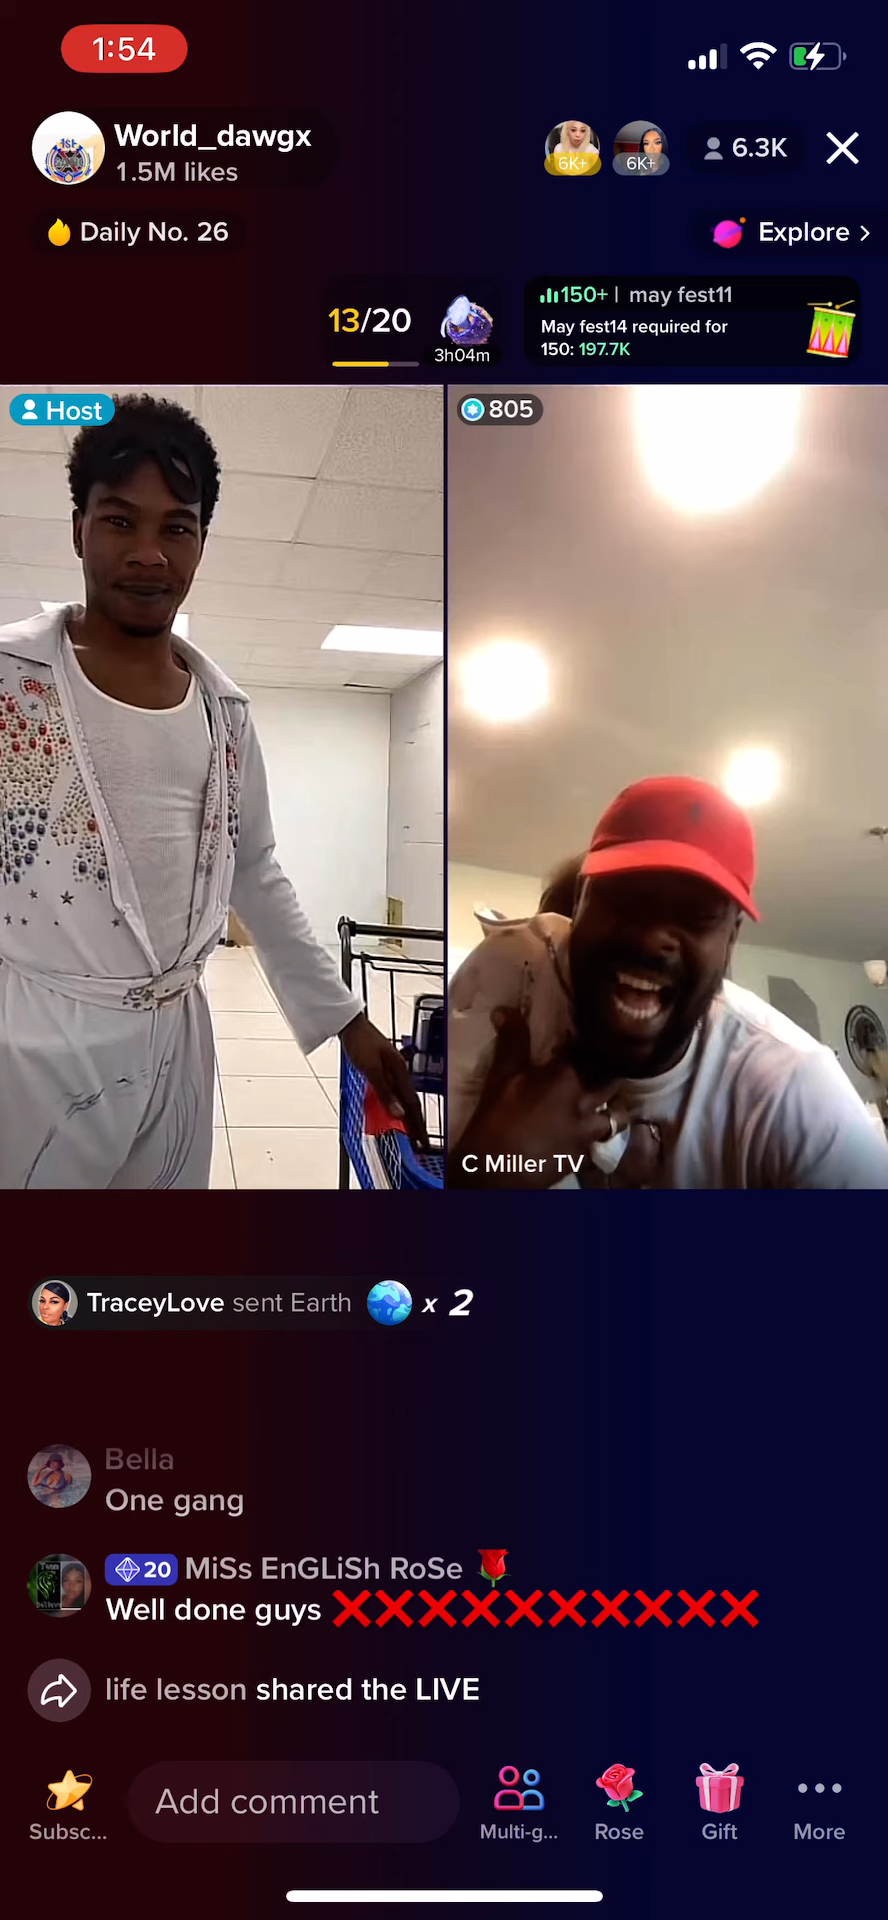 1:54
World_dawgx
1.5M likes
6K+
6K+
6.3K
Daily No. 26
Explore >
13/20
3h04m
150+ | may fest11
May fest14 required for
150: 197.7K
Host
805
C Miller TV
TraceyLove sent Earth x 2
Bella
One gang
20 MiSs EnGLiSh RoSe 🌹
Well done guys ❌❌❌❌❌❌❌❌❌❌
life lesson shared the LIVE
Add comment
Subsc...
Multi-g...
Rose
Gift
More